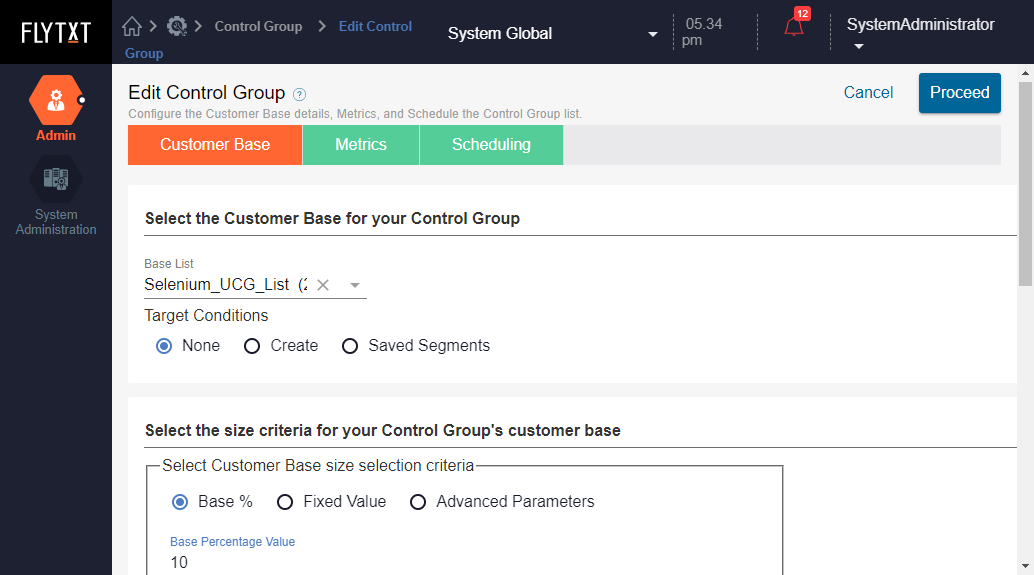 FLYTXT
Control Group
Edit Control
Group
System Global
05.34
pm
12
SystemAdministrator
Admin
System
Administration
Edit Control Group ?
Cancel
Proceed
Configure the Customer Base details, Metrics, and Schedule the Control Group list.
Customer Base
Metrics
Scheduling
Select the Customer Base for your Control Group
Base List
Selenium_UCG_List (
Target Conditions
None
Create
Saved Segments
Select the size criteria for your Control Group's customer base
Select Customer Base size selection criteria
Base %
Fixed Value
Advanced Parameters
Base Percentage Value
10